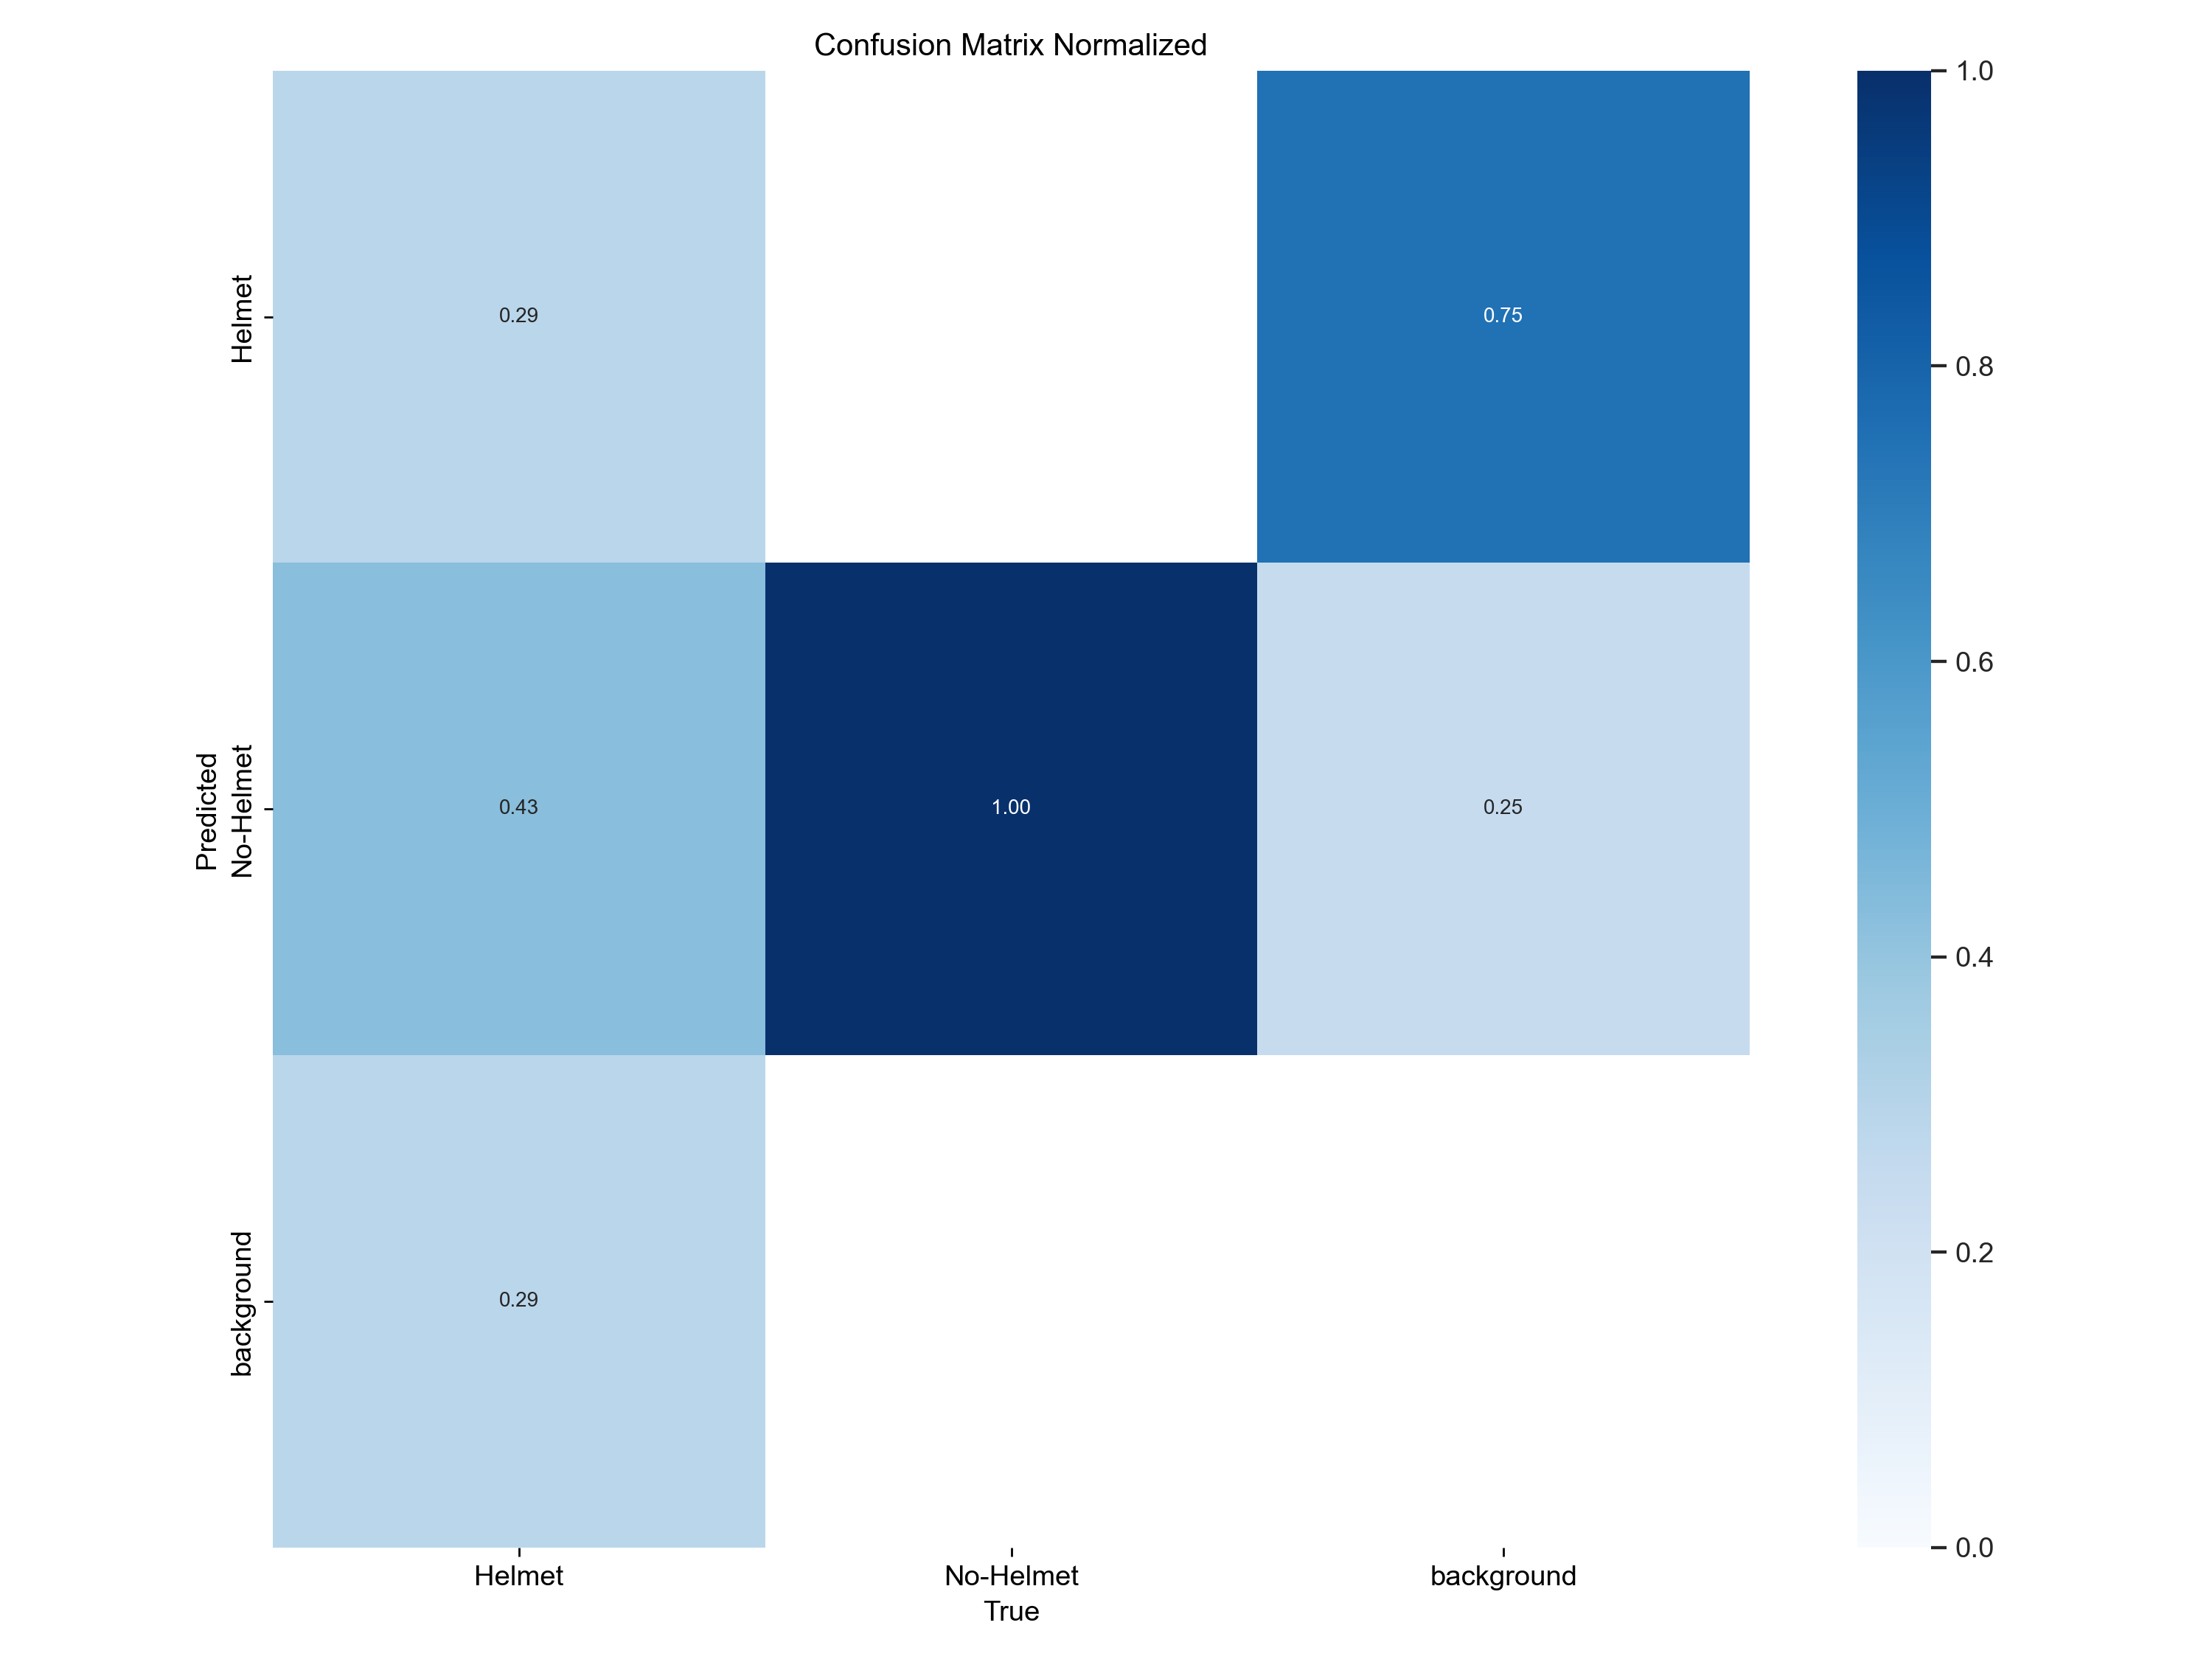 Confusion Matrix Normalized
1.0
Helmet
0.29
0.75
0.8
0.6
Predicted
No-Helmet
0.43
1.00
0.25
0.4
background
0.29
0.2
0.0
Helmet
No-Helmet
background
True